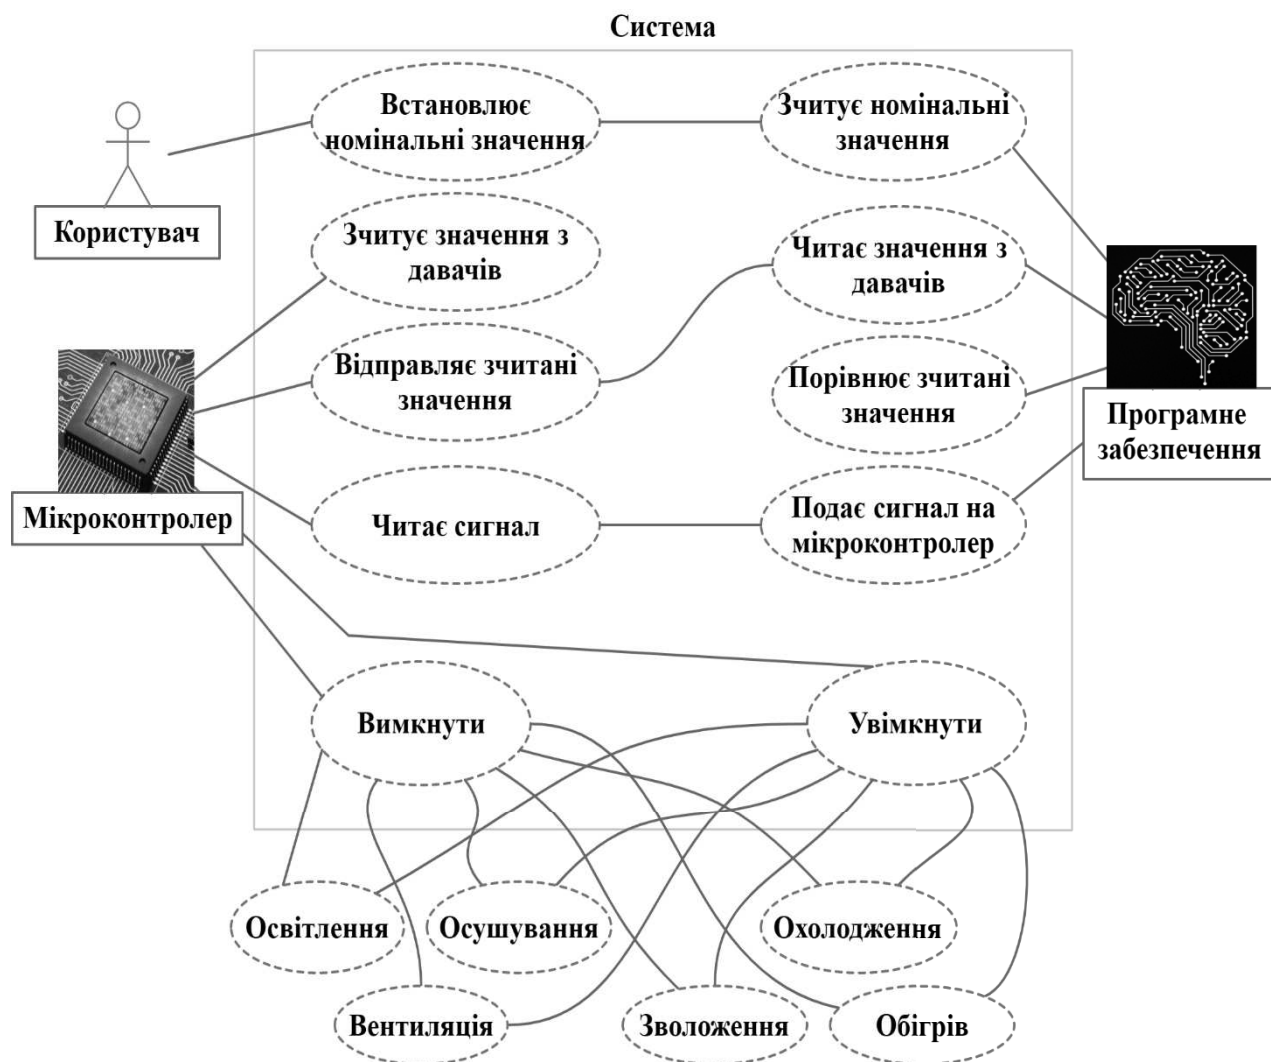 Система
Встановлює
номінальні значення
Зчитує номінальні
значення
Користувач
Зчитує значення з
давачів
Читає значення з
давачів
Відправляє зчитані
значення
Порівнює зчитані
значення
Програмне
забезпечення
Мікроконтролер
Читає сигнал
Подає сигнал на
мікроконтролер
Вимкнути
Увімкнути
Освітлення
Осушування
Охолодження
Вентиляція
Зволоження
Обігрів